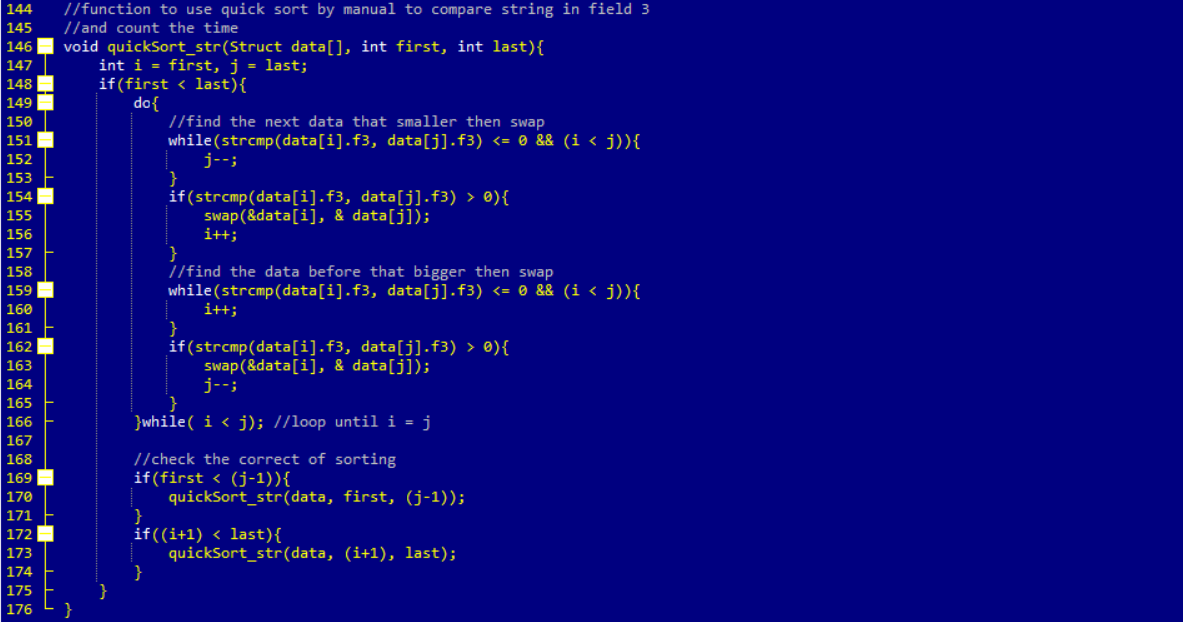 144 //function to use quick sort by manual to compare string in field 3
145 //and count the time
146 void quickSort_str(Struct data[], int first, int last){
147     int i = first, j = last;
148     if(first < last){
149         do{
150             //find the next data that smaller then swap
151             while(strcmp(data[i].f3, data[j].f3) <= 0 && (i < j)){
152                 j--;
153             }
154             if(strcmp(data[i].f3, data[j].f3) > 0){
155                 swap(&data[i], & data[j]);
156                 i++;
157             }
158             //find the data before that bigger then swap
159             while(strcmp(data[i].f3, data[j].f3) <= 0 && (i < j)){
160                 i++;
161             }
162             if(strcmp(data[i].f3, data[j].f3) > 0){
163                 swap(&data[i], & data[j]);
164                 j--;
165             }
166         }while( i < j); //loop until i = j
167
168         //check the correct of sorting
169         if(first < (j-1)){
170             quickSort_str(data, first, (j-1));
171         }
172         if((i+1) < last){
173             quickSort_str(data, (i+1), last);
174         }
175     }
176 }